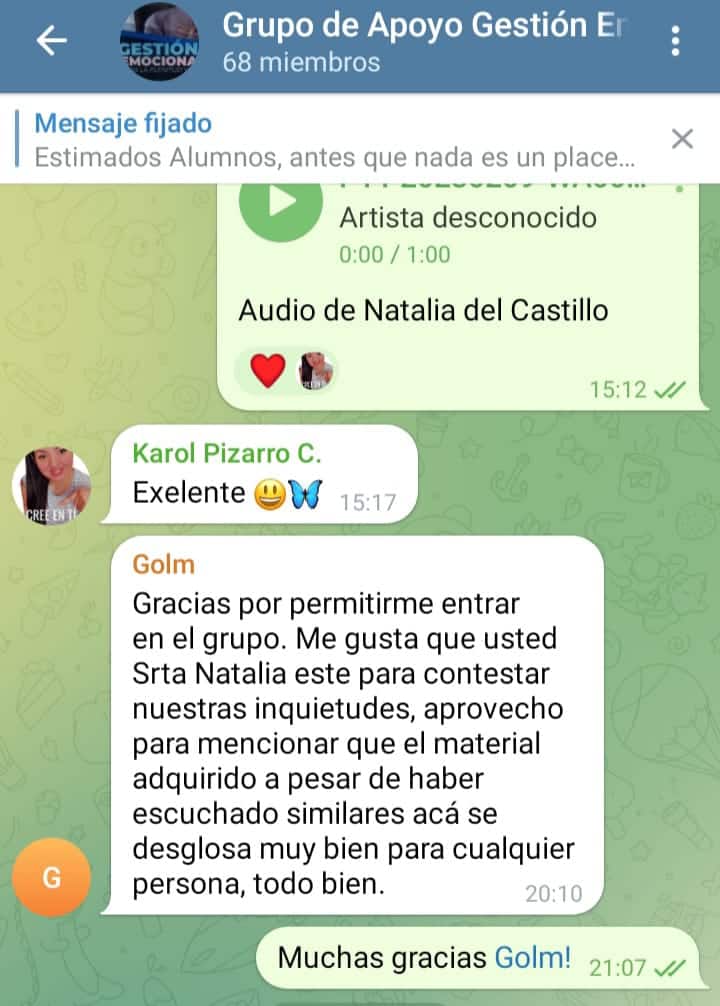 Grupo de Apoyo Gestión Er
68 miembros
GESTIÓN
EMOCIONA
Mensaje fijado
Estimados Alumnos, antes que nada es un place...
Artista desconocido
0:00 / 1:00
Audio de Natalia del Castillo
15:12
Karol Pizarro C.
Exelente 😃🦋 15:17
CREE EN TI
Golm
Gracias por permitirme entrar
en el grupo. Me gusta que usted
Srta Natalia este para contestar
nuestras inquietudes, aprovecho
para mencionar que el material
adquirido a pesar de haber
escuchado similares acá se
desglosa muy bien para cualquier
persona, todo bien.
20:10
G
Muchas gracias Golm! 21:07